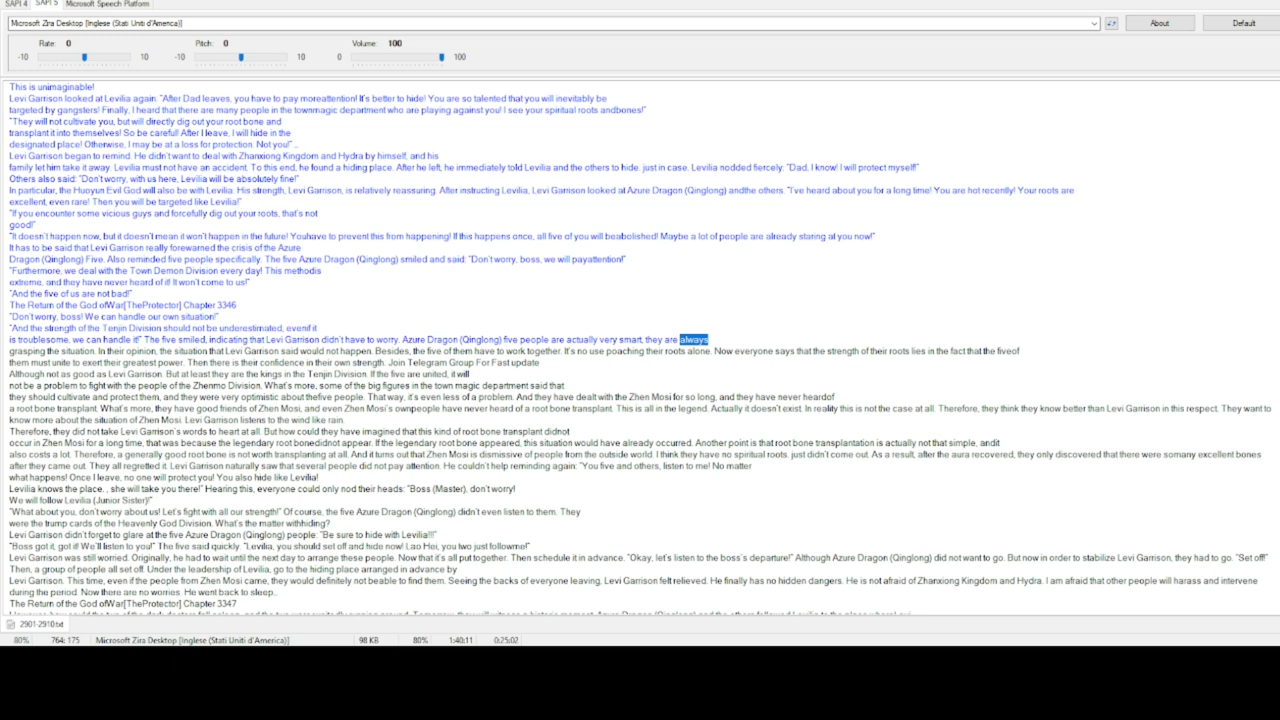 SAPI 4 SAPI 5 Microsoft Speech Platform
Microsoft Zira Desktop [Inglese (Stati Uniti d'America)]
About
Default
Rate: 0 Pitch: 0 Volume: 100
-10 10 -10 10 0 100
This is unimaginable!
Levi Garrison looked at Levilia again: "After Dad leaves, you have to pay moreattention! It's better to hide! You are so talented that you will inevitably be
targeted by gangsters! Finally, I heard that there are many people in the townmagic department who are playing against you! I see your spiritual roots andbones!"
"They will not cultivate you, but will directly dig out your root bone and
transplant it into themselves! So be careful! After I leave, I will hide in the
designated place! Otherwise, I may be at a loss for protection. Not you!" ..
Levi Garrison began to remind. He didn't want to deal with Zhanxiong Kingdom and Hydra by himself, and his
family let him take it away. Levilia must not have an accident. To this end, he found a hiding place. After he left, he immediately told Levilia and the others to hide. just in case. Levilia nodded fiercely: "Dad, I know! I will protect myself!"
Others also said: "Don't worry, with us here, Levilia will be absolutely fine!"
In particular, the Huoyun Evil God will also be with Levilia. His strength, Levi Garrison, is relatively reassuring. After instructing Levilia, Levi Garrison looked at Azure Dragon (Qinglong) andthe others. "I've heard about you for a long time! You are hot recently! Your roots are
excellent, even rare! Then you will be targeted like Levilia!"
"If you encounter some vicious guys and forcefully dig out your roots, that's not
good!"
"It doesn't happen now, but it doesn't mean it won't happen in the future! Youhave to prevent this from happening! If this happens once, all five of you will beabolished! Maybe a lot of people are already staring at you now!"
It has to be said that Levi Garrison really forewarned the crisis of the Azure
Dragon (Qinglong) Five. Also reminded five people specifically. The five Azure Dragon (Qinglong) smiled and said: "Don't worry, boss, we will payattention!"
"Furthermore, we deal with the Town Demon Division every day! This methodis
extreme, and they have never heard of it! It won't come to us!"
"And the five of us are not bad!"
The Return of the God ofWar[TheProtector] Chapter 3346
"Don't worry, boss! We can handle our own situation!"
"And the strength of the Tenjin Division should not be underestimated, evenif it
is troublesome, we can handle it!" The five smiled, indicating that Levi Garrison didn't have to worry. Azure Dragon (Qinglong) five people are actually very smart, they are always
grasping the situation. In their opinion, the situation that Levi Garrison said would not happen. Besides, the five of them have to work together. It's no use poaching their roots alone. Now everyone says that the strength of their roots lies in the fact that the fiveof
them must unite to exert their greatest power. Then there is their confidence in their own strength. Join Telegram Group For Fast update
Although not as good as Levi Garrison. But at least they are the kings in the Tenjin Division. If the five are united, it will
not be a problem to fight with the people of the Zhenmo Division. What's more, some of the big figures in the town magic department said that
they should cultivate and protect them, and they were very optimistic about thefive people. That way, it's even less of a problem. And they have dealt with the Zhen Mosi for so long, and they have never heardof
a root bone transplant. What's more, they have good friends of Zhen Mosi, and even Zhen Mosi's ownpeople have never heard of a root bone transplant. This is all in the legend. Actually it doesn't exist. In reality this is not the case at all. Therefore, they think they know better than Levi Garrison in this respect. They want to
know more about the situation of Zhen Mosi. Levi Garrison listens to the wind like rain.
Therefore, they did not take Levi Garrison's words to heart at all. But how could they have imagined that this kind of root bone transplant didnot
occur in Zhen Mosi for a long time, that was because the legendary root bonedidnot appear. If the legendary root bone appeared, this situation would have already occurred. Another point is that root bone transplantation is actually not that simple, andit
also costs a lot. Therefore, a generally good root bone is not worth transplanting at all. And it turns out that Zhen Mosi is dismissive of people from the outside world. I think they have no spiritual roots. just didn't come out. As a result, after the aura recovered, they only discovered that there were somany excellent bones
after they came out. They all regretted it. Levi Garrison naturally saw that several people did not pay attention. He couldn't help reminding again: "You five and others, listen to me! No matter
what happens! Once I leave, no one will protect you! You also hide like Levilia!
Levilia knows the place. , she will take you there!" Hearing this, everyone could only nod their heads: "Boss (Master), don't worry!
We will follow Levilia (Junior Sister)!"
"What about you, don't worry about us! Let's fight with all our strength!" Of course, the five Azure Dragon (Qinglong) didn't even listen to them. They
were the trump cards of the Heavenly God Division. What's the matter withhiding?
Levi Garrison didn't forget to glare at the five Azure Dragon (Qinglong) people: "Be sure to hide with Levilia!!!"
"Boss got it, got it! We'll listen to you!" The five said quickly. "Levilia, you should set off and hide now! Lao Hei, you two just followme!"
Levi Garrison was still worried. Originally, he had to wait until the next day to arrange these people. Now that it's all put together. Then schedule it in advance. "Okay, let's listen to the boss's departure!" Although Azure Dragon (Qinglong) did not want to go. But now in order to stabilize Levi Garrison, they had to go. "Set off!"
Then, a group of people all set off. Under the leadership of Levilia, go to the hiding place arranged in advance by
Levi Garrison. This time, even if the people from Zhen Mosi came, they would definitely not beable to find them. Seeing the backs of everyone leaving, Levi Garrison felt relieved. He finally has no hidden dangers. He is not afraid of Zhanxiong Kingdom and Hydra. I am afraid that other people will harass and intervene
during the period. Now there are no worries. He went back to sleep..
The Return of the God ofWar[TheProtector] Chapter 3347
2901-2910.txt
80% 764: 175 Microsoft Zira Desktop [Inglese (Stati Uniti d'America)] 98 KB 80% 1:40:11 0:25:02